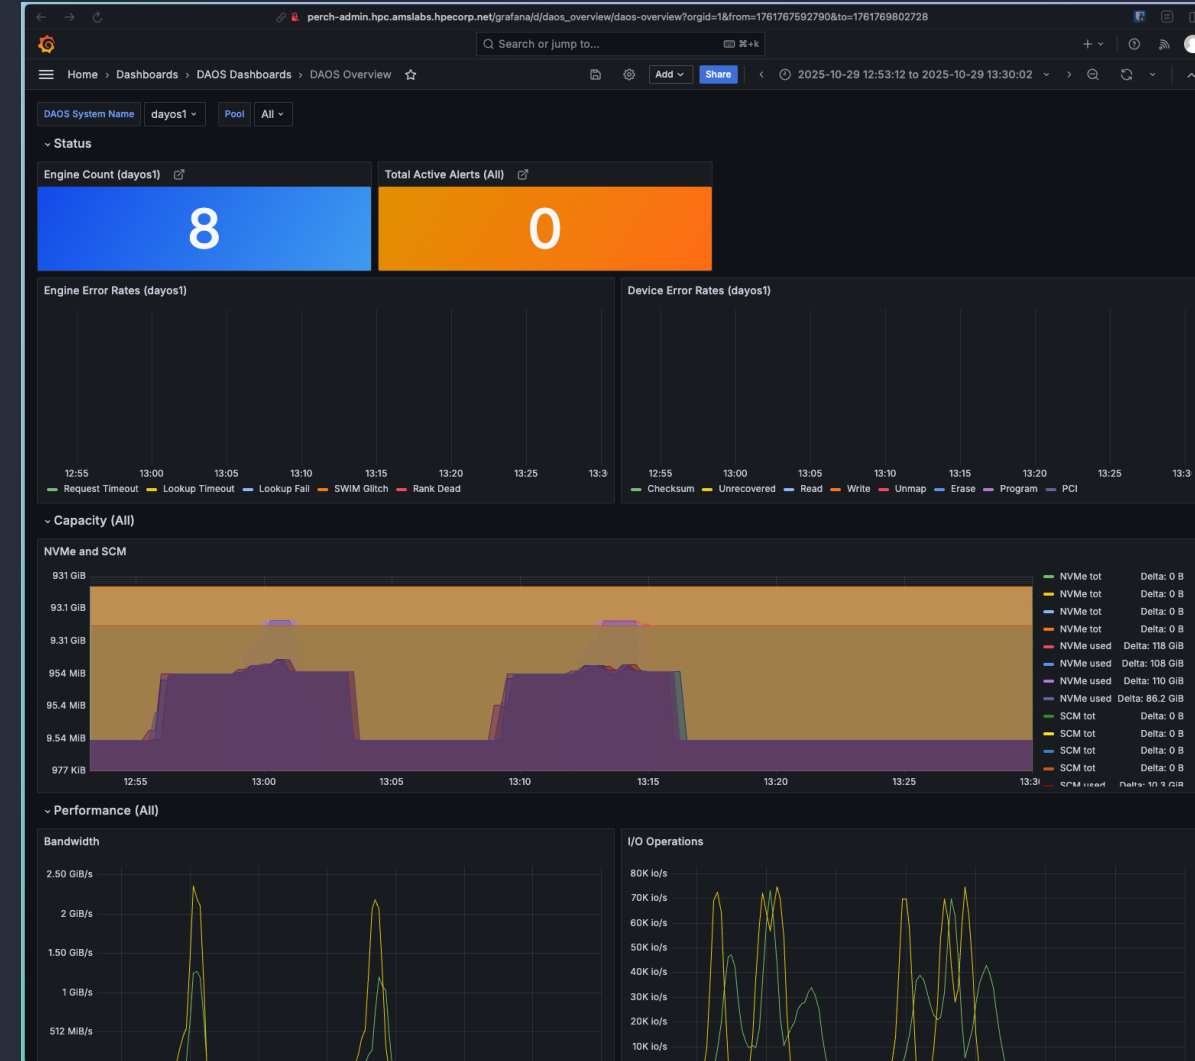 perch-admin.hpc.amslabs.hpecorp.net/grafana/d/daos_overview/daos-overview?orgid=1&from=1761767592790&to=1761769802728
Search or jump to... ⌘+k
Home › Dashboards › DAOS Dashboards › DAOS Overview
Add Share 2025-10-29 12:53:12 to 2025-10-29 13:30:02
DAOS System Name dayos1 Pool All
Status
Engine Count (dayos1) Total Active Alerts (All)
8 0
Engine Error Rates (dayos1)
12:55 13:00 13:05 13:10 13:15 13:20 13:25 13:3
Request Timeout Lookup Timeout Lookup Fail SWIM Glitch Rank Dead
Device Error Rates (dayos1)
12:55 13:00 13:05 13:10 13:15 13:20 13:25 13:3
Checksum Unrecovered Read Write Unmap Erase Program PCI
Capacity (All)
NVMe and SCM
931 GiB
93.1 GiB
9.31 GiB
954 MiB
95.4 MiB
9.54 MiB
977 KiB
12:55 13:00 13:05 13:10 13:15 13:20 13:25 13:3
NVMe tot Delta: 0 B
NVMe tot Delta: 0 B
NVMe tot Delta: 0 B
NVMe tot Delta: 0 B
NVMe used Delta: 118 GiB
NVMe used Delta: 108 GiB
NVMe used Delta: 110 GiB
NVMe used Delta: 86.2 GiB
SCM tot Delta: 0 B
SCM tot Delta: 0 B
SCM tot Delta: 0 B
SCM tot Delta: 0 B
SCM used Delta: 10.3 GiB
Performance (All)
Bandwidth
2.50 GiB/s
2 GiB/s
1.50 GiB/s
1 GiB/s
512 MiB/s
I/O Operations
80K io/s
70K io/s
60K io/s
50K io/s
40K io/s
30K io/s
20K io/s
10K io/s